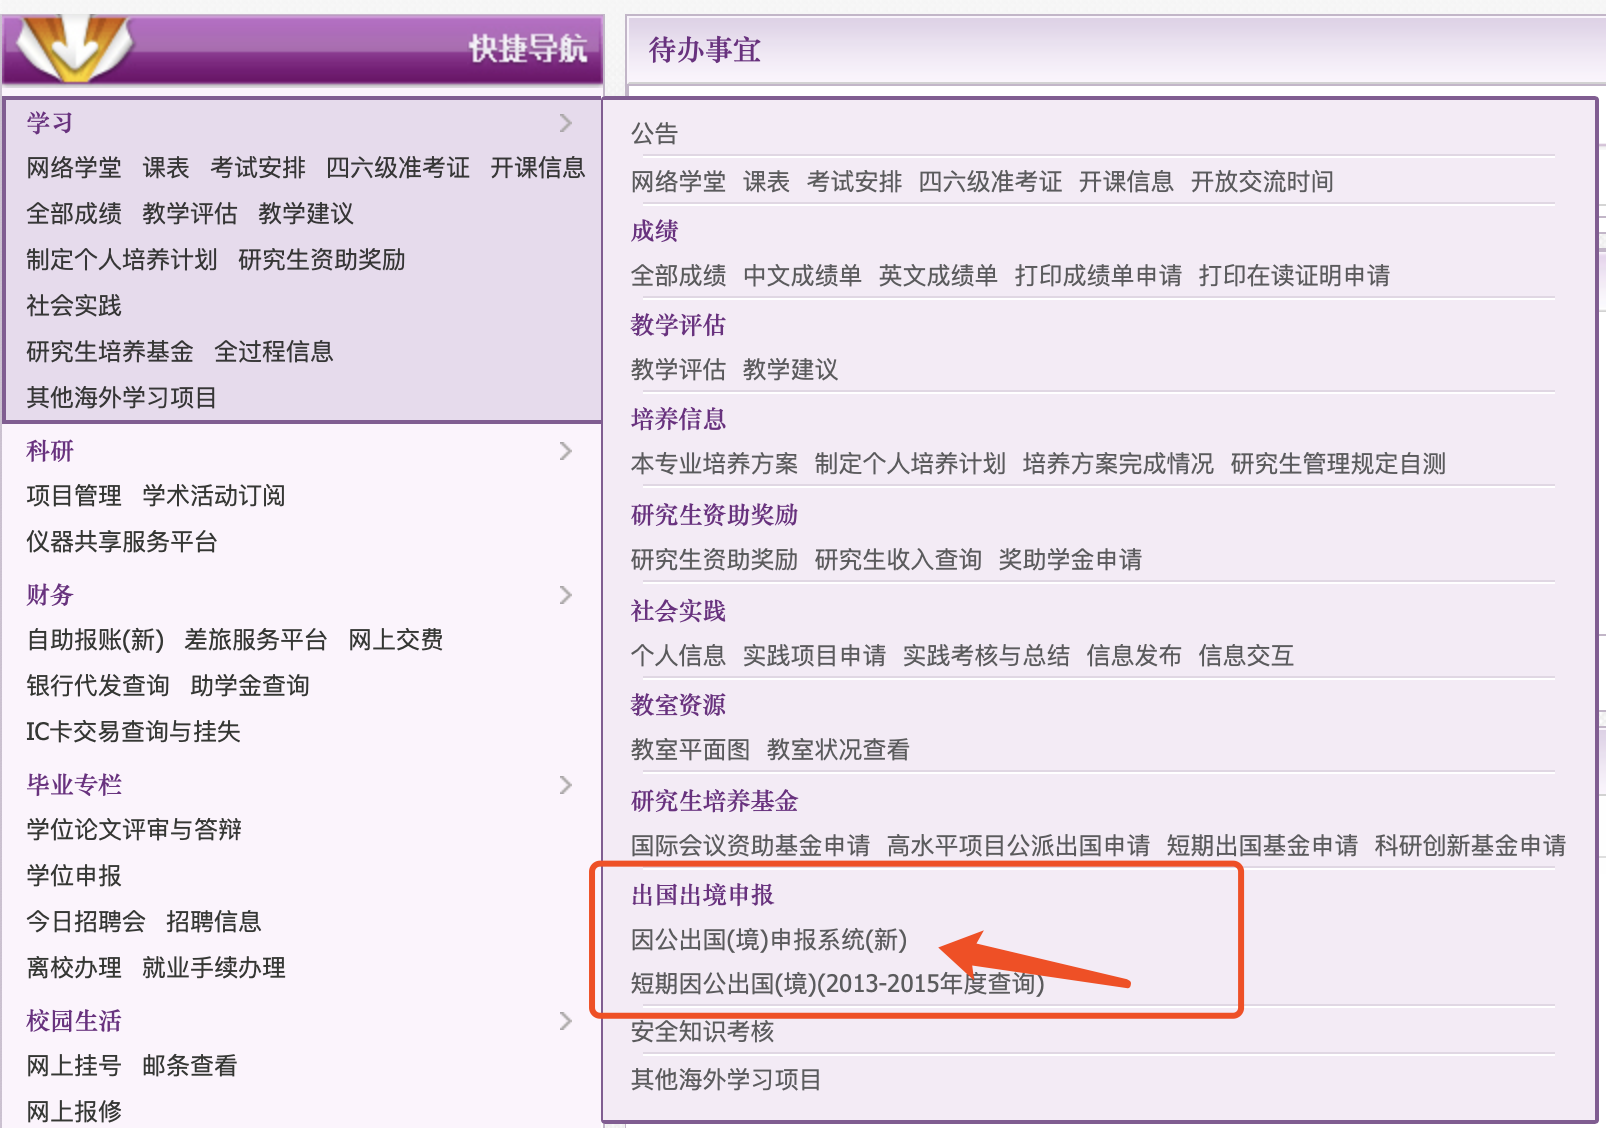 快捷导航
学习
网络学堂 课表 考试安排 四六级准考证 开课信息
全部成绩 教学评估 教学建议
制定个人培养计划 研究生资助奖励
社会实践
研究生培养基金 全过程信息
其他海外学习项目
科研
项目管理 学术活动订阅
仪器共享服务平台
财务
自助报账(新) 差旅服务平台 网上交费
银行代发查询 助学金查询
IC卡交易查询与挂失
毕业专栏
学位论文评审与答辩
学位申报
今日招聘会 招聘信息
离校办理 就业手续办理
校园生活
网上挂号 邮条查看
网上报修
待办事宜
公告
网络学堂 课表 考试安排 四六级准考证 开课信息 开放交流时间
成绩
全部成绩 中文成绩单 英文成绩单 打印成绩单申请 打印在读证明申请
教学评估
教学评估 教学建议
培养信息
本专业培养方案 制定个人培养计划 培养方案完成情况 研究生管理规定自测
研究生资助奖励
研究生资助奖励 研究生收入查询 奖助学金申请
社会实践
个人信息 实践项目申请 实践考核与总结 信息发布 信息交互
教室资源
教室平面图 教室状况查看
研究生培养基金
国际会议资助基金申请 高水平项目公派出国申请 短期出国基金申请 科研创新基金申请
出国出境申报
因公出国(境)申报系统(新)
短期因公出国(境)(2013-2015年度查询)
安全知识考核
其他海外学习项目